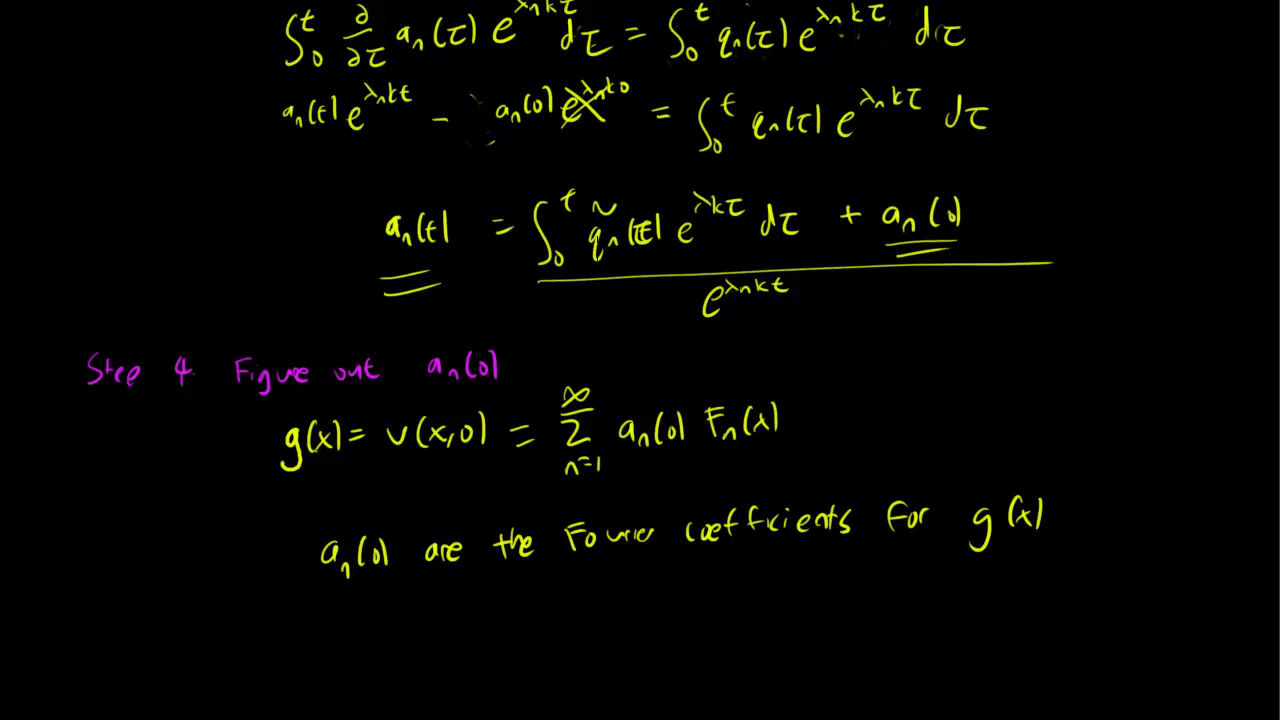 ∫₀ᵗ ∂/∂τ aₙ(τ) e^{λₙkτ} dτ = ∫₀ᵗ qₙ(τ) e^{λₙkτ} dτ
aₙ(t) e^{λₙkt} - aₙ(0) e^{λₙk0} = ∫₀ᵗ qₙ(τ) e^{λₙkτ} dτ
aₙ(t) = ∫₀ᵗ q̃ₙ(τ) e^{λkτ} dτ + aₙ(0)
e^{λₙkt}
Step 4 Figure out aₙ(0)
g(x) = v(x,0) = ∑_{n=1}^{∞} aₙ(0) Fₙ(x)
aₙ(0) are the Fourier coefficients for g(x)